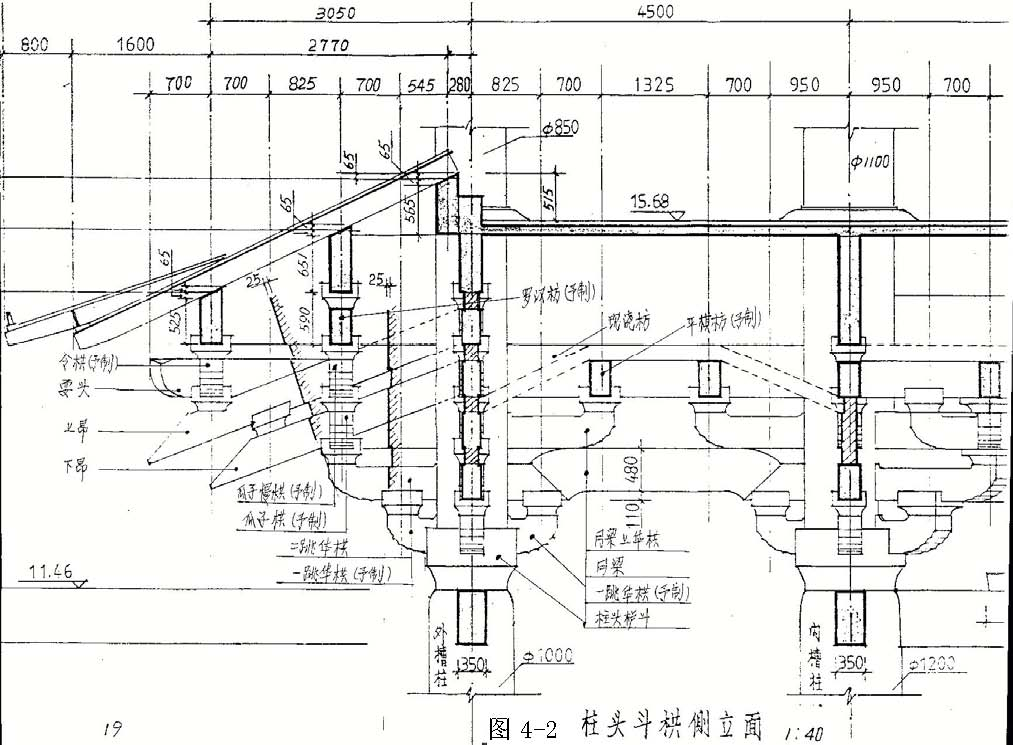 3050 4500
800 1600 2770
700 700 825 700 545 280 825 700 1325 700 950 950 700
65 Φ850 Φ1100
65 565 515
15.68
65 651
65 25 25
525 590
罗汉枋(予制)
现浇枋 平横枋(予制)
令栱(予制)
耍头
上昂
下昂
瓜子慢栱(予制)
瓜子栱(予制)
二跳华栱
一跳华栱(予制)
480
110
月梁上华栱
月梁
一跳华栱(予制)
柱头栌斗
11.46
外槽柱 350 Φ1000
内槽柱 350 Φ1200
19 图 4-2 柱头斗栱侧立面 1:40